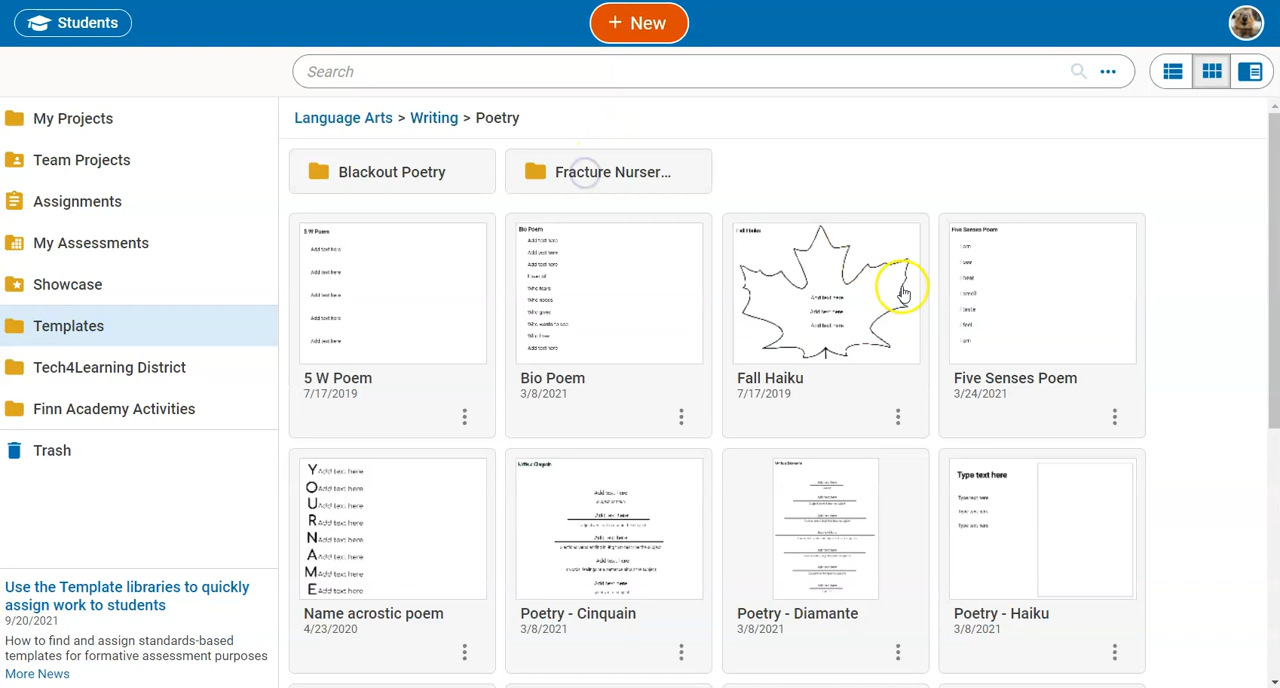 Students
+ New
Search
Language Arts > Writing > Poetry
My Projects
Team Projects
Assignments
My Assessments
Showcase
Templates
Tech4Learning District
Finn Academy Activities
Trash
Use the Template libraries to quickly
assign work to students
9/20/2021
How to find and assign standards-based
templates for formative assessment purposes
More News
Blackout Poetry
Fracture Nurser...
5 W Poem
Add text here
Add text here
Add text here
Add text here
Add text here
5 W Poem
7/17/2019
Bio Poem
Add text here
Add text here
Add text here
Who fears
Who needs
Who gives
Who wants to see
Add text here
Bio Poem
3/8/2021
Fall Haiku
Add text here
Add text here
Add text here
Fall Haiku
7/17/2019
Five Senses Poem
I am
I see
I hear
I smell
I taste
I feel
I am
Five Senses Poem
3/24/2021
Y Add text here
O Add text here
U Add text here
R Add text here
N Add text here
A Add text here
M Add text here
E Add text here
Name acrostic poem
4/23/2020
Add text here
Add text here
Add text here
Add text here
Add text here
Poetry - Cinquain
3/8/2021
Poetry - Diamante
3/8/2021
Type text here
Type text here
Type text here
Type text here
Poetry - Haiku
3/8/2021